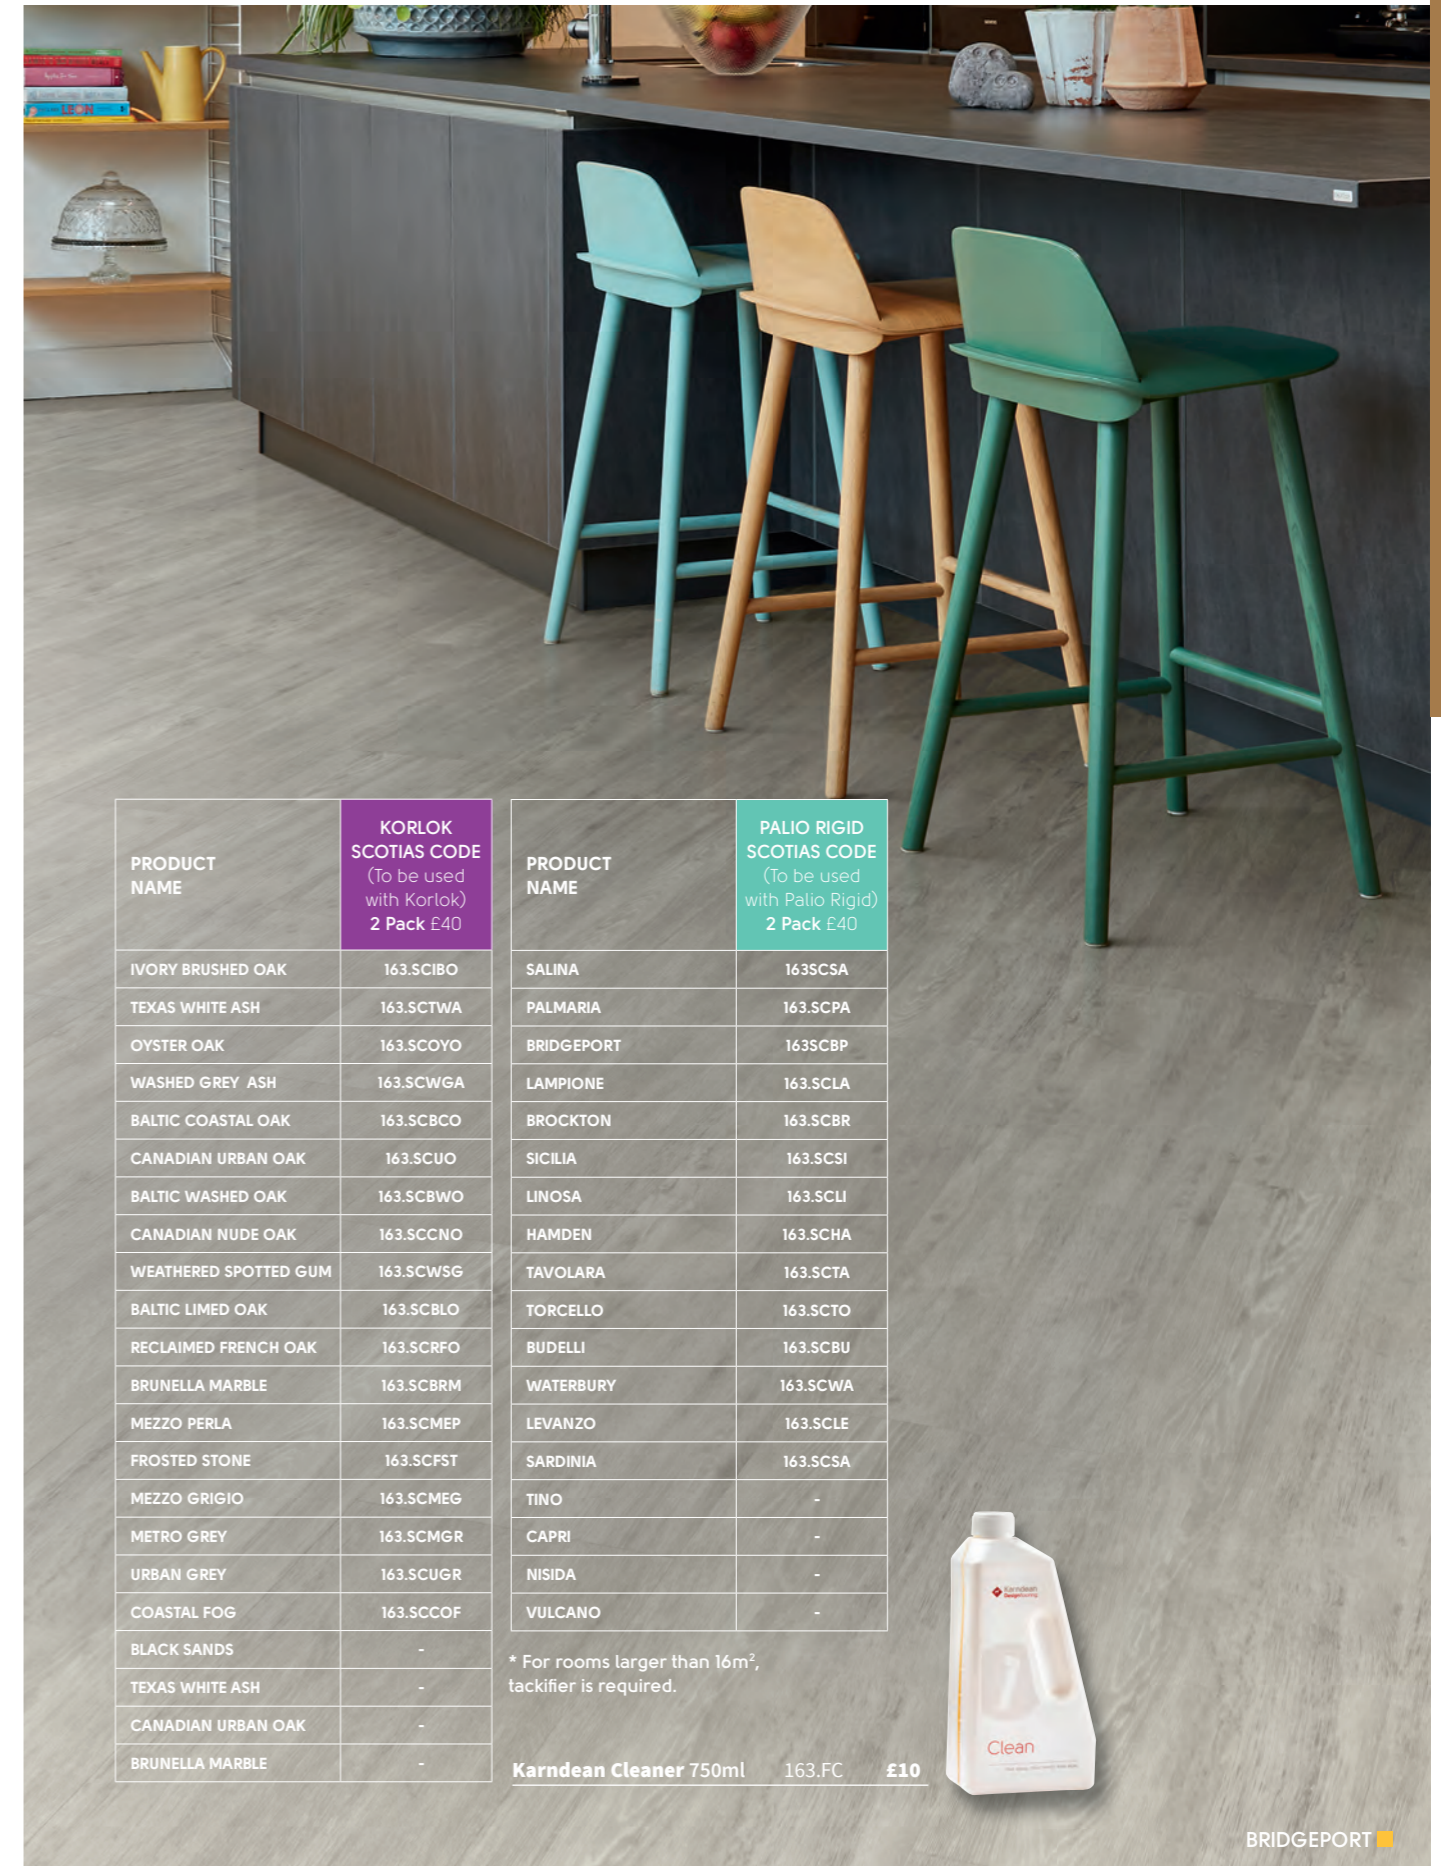 LEON
PRODUCT
NAME
KORLOK
SCOTIAS CODE
(To be used
with Korlok)
2 Pack £40
IVORY BRUSHED OAK 163.SCIBO
TEXAS WHITE ASH 163.SCTWA
OYSTER OAK 163.SCOYO
WASHED GREY ASH 163.SCWGA
BALTIC COASTAL OAK 163.SCBCO
CANADIAN URBAN OAK 163.SCUO
BALTIC WASHED OAK 163.SCBWO
CANADIAN NUDE OAK 163.SCCNO
WEATHERED SPOTTED GUM 163.SCWSG
BALTIC LIMED OAK 163.SCBLO
RECLAIMED FRENCH OAK 163.SCRFO
BRUNELLA MARBLE 163.SCBRM
MEZZO PERLA 163.SCMEP
FROSTED STONE 163.SCFST
MEZZO GRIGIO 163.SCMEG
METRO GREY 163.SCMGR
URBAN GREY 163.SCUGR
COASTAL FOG 163.SCCOF
BLACK SANDS -
TEXAS WHITE ASH -
CANADIAN URBAN OAK -
BRUNELLA MARBLE -
PRODUCT
NAME
PALIO RIGID
SCOTIAS CODE
(To be used
with Palio Rigid)
2 Pack £40
SALINA 163SCSA
PALMARIA 163.SCPA
BRIDGEPORT 163SCBP
LAMPIONE 163.SCLA
BROCKTON 163.SCBR
SICILIA 163.SCSI
LINOSA 163.SCLI
HAMDEN 163.SCHA
TAVOLARA 163.SCTA
TORCELLO 163.SCTO
BUDELLI 163.SCBU
WATERBURY 163.SCWA
LEVANZO 163.SCLE
SARDINIA 163.SCSA
TINO -
CAPRI -
NISIDA -
VULCANO -
* For rooms larger than 16m²,
tackifier is required.
Karndean Cleaner 750ml 163.FC £10
Karndean
Designflooring
Clean
BRIDGEPORT